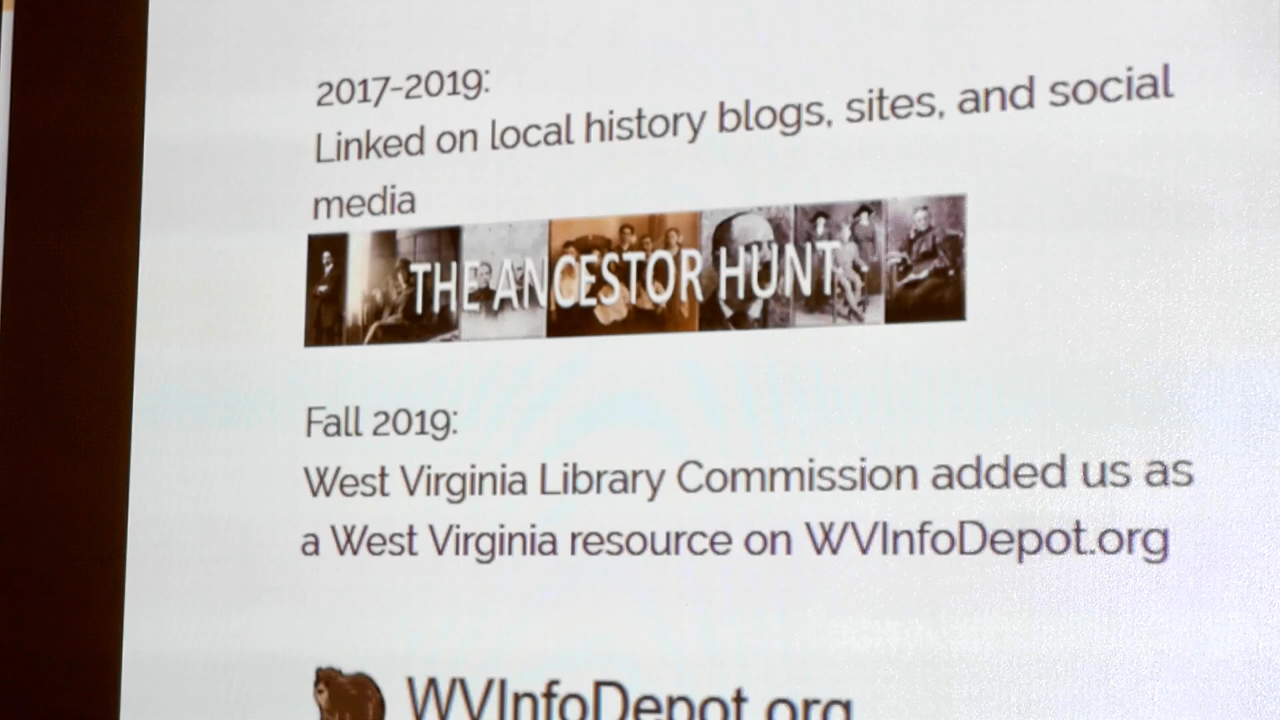 2017-2019:
Linked on local history blogs, sites, and social
media
THE ANCESTOR HUNT
Fall 2019:
West Virginia Library Commission added us as
a West Virginia resource on WVInfoDepot.org
WVInfoDepot.org